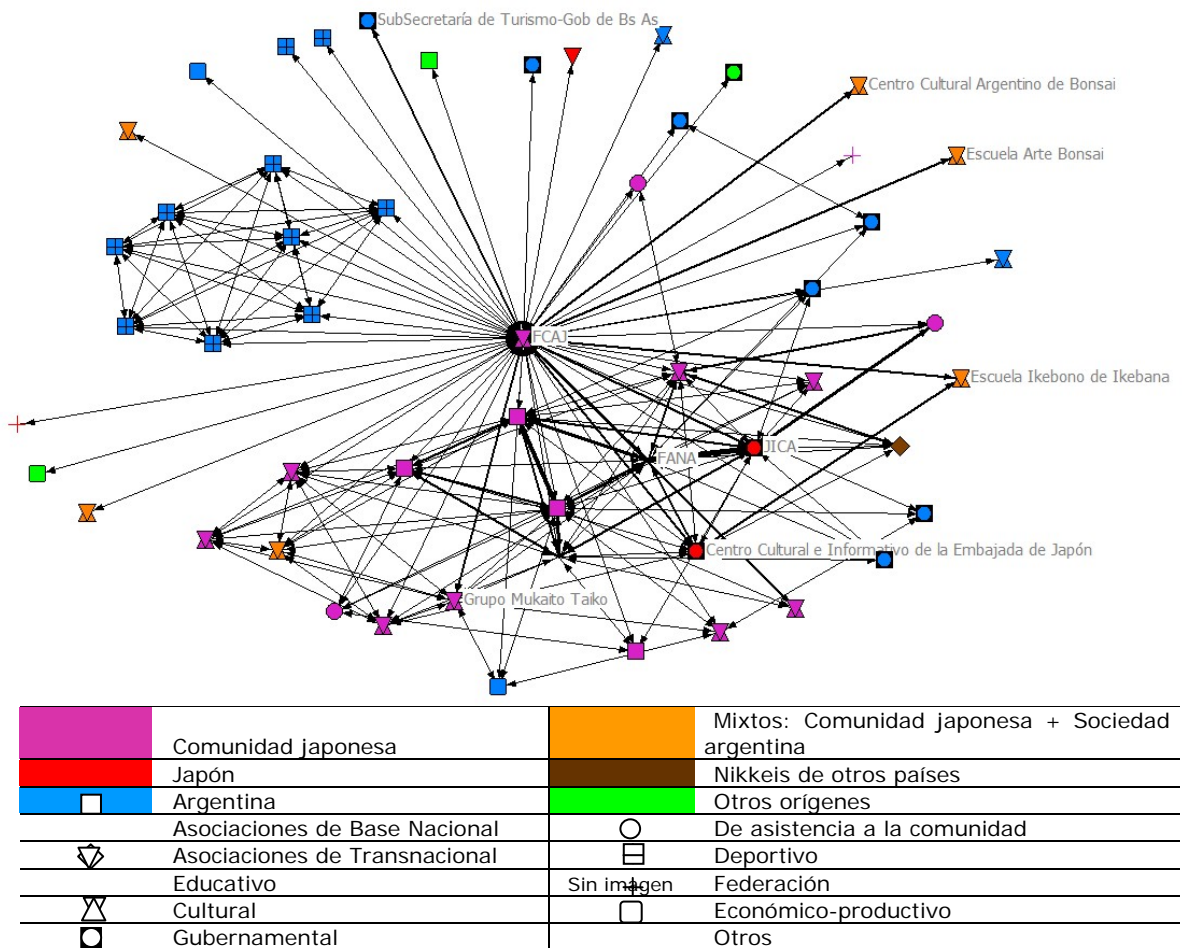 SubSecretaría de Turismo-Gob de Bs As
Centro Cultural Argentino de Bonsai
Escuela Arte Bonsai
FCAJ
Escuela Ikebono de Ikebana
FANA
JICA
Centro Cultural e Informativo de la Embajada de Japón
Grupo Mukaito Taiko
Comunidad japonesa
Mixtos: Comunidad japonesa + Sociedad
argentina
Japón
Nikkeis de otros países
Argentina
Otros orígenes
Asociaciones de Base Nacional
De asistencia a la comunidad
Asociaciones de Transnacional
Deportivo
Educativo
Sin imagen
Federación
Cultural
Económico-productivo
Gubernamental
Otros